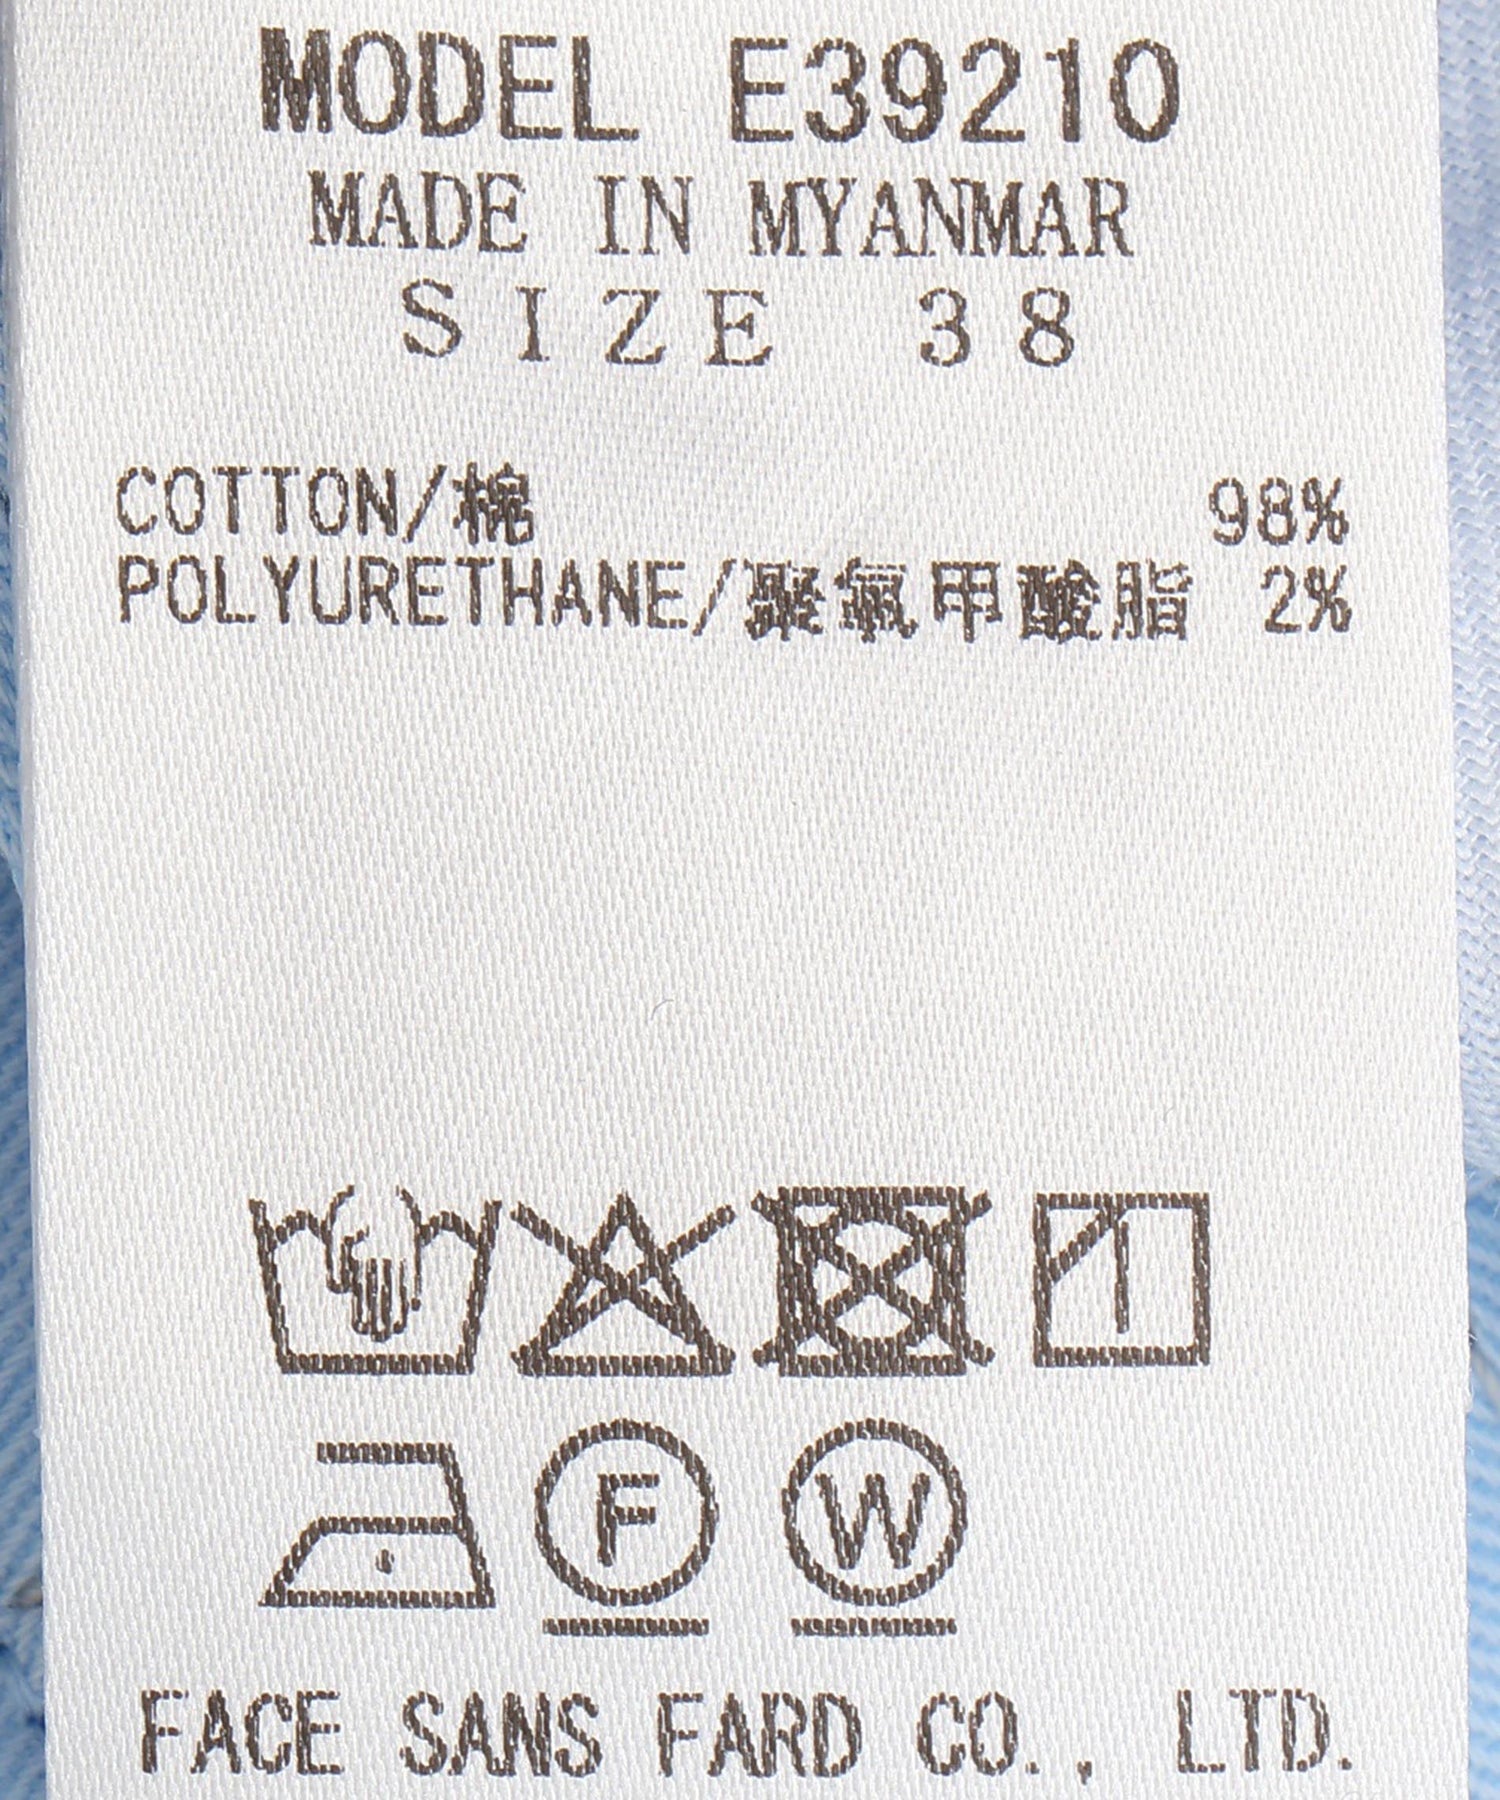 MODEL E39210
MADE IN MYANMAR
SIZE 38
COTTON/棉 98%
POLYURETHANE/聚氨甲酸脂 2%
F W
FACE SANS FARD CO., LTD.